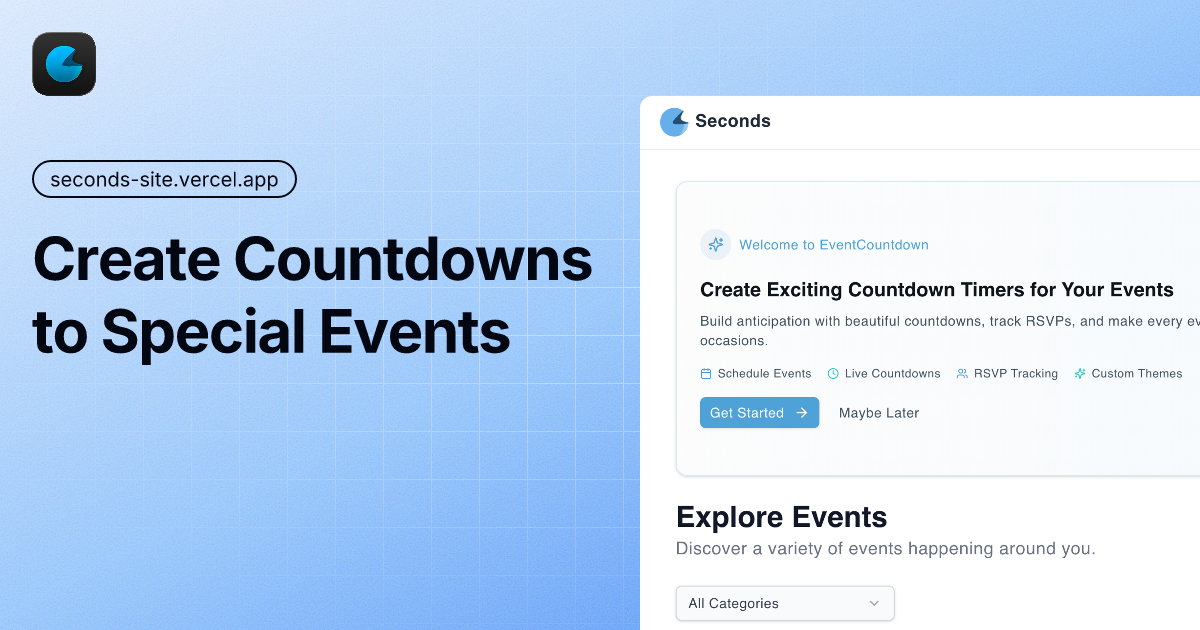 seconds-site.vercel.app
Create Countdowns
to Special Events
Seconds
Welcome to EventCountdown
Create Exciting Countdown Timers for Your Events
Build anticipation with beautiful countdowns, track RSVPs, and make every
occasions.
Schedule Events Live Countdowns RSVP Tracking Custom Themes
Get Started Maybe Later
Explore Events
Discover a variety of events happening around you.
All Categories